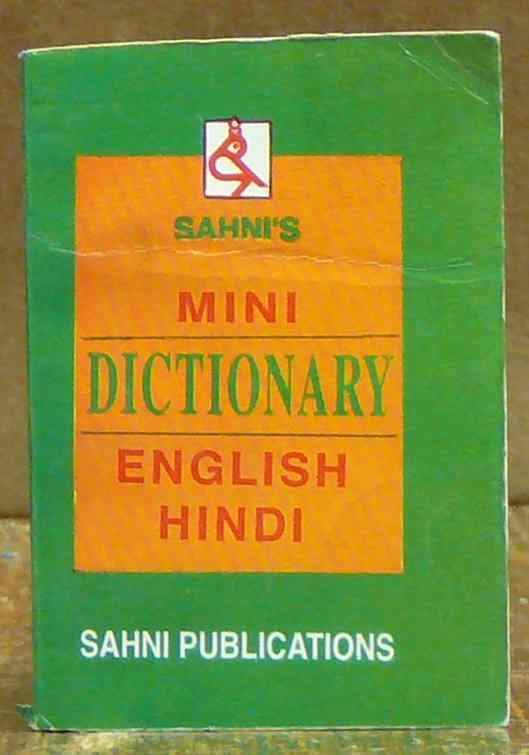 SAHNI'S
MINI
DICTIONARY
ENGLISH
HINDI
SAHNI PUBLICATIONS